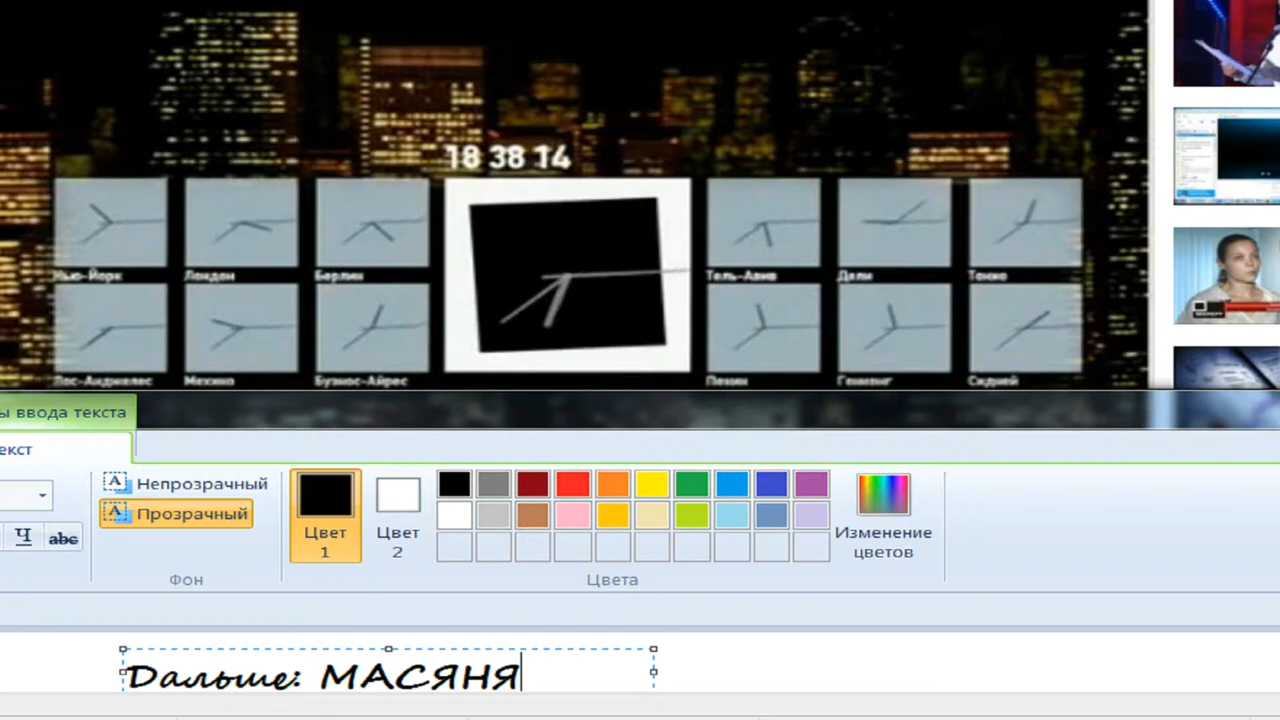 18 38 14
Нью-Йорк Лондон Берлин Тель-Авив Дели Токио
Лос-Анджелес Мехико Буэнос-Айрес Пекин Сидней
ы ввода текста
екст
Непрозрачный
Прозрачный
Ч abc
Фон
Цвет
1
Цвет
2
Цвета
Изменение
цветов
Дальше: МАСЯНЯ